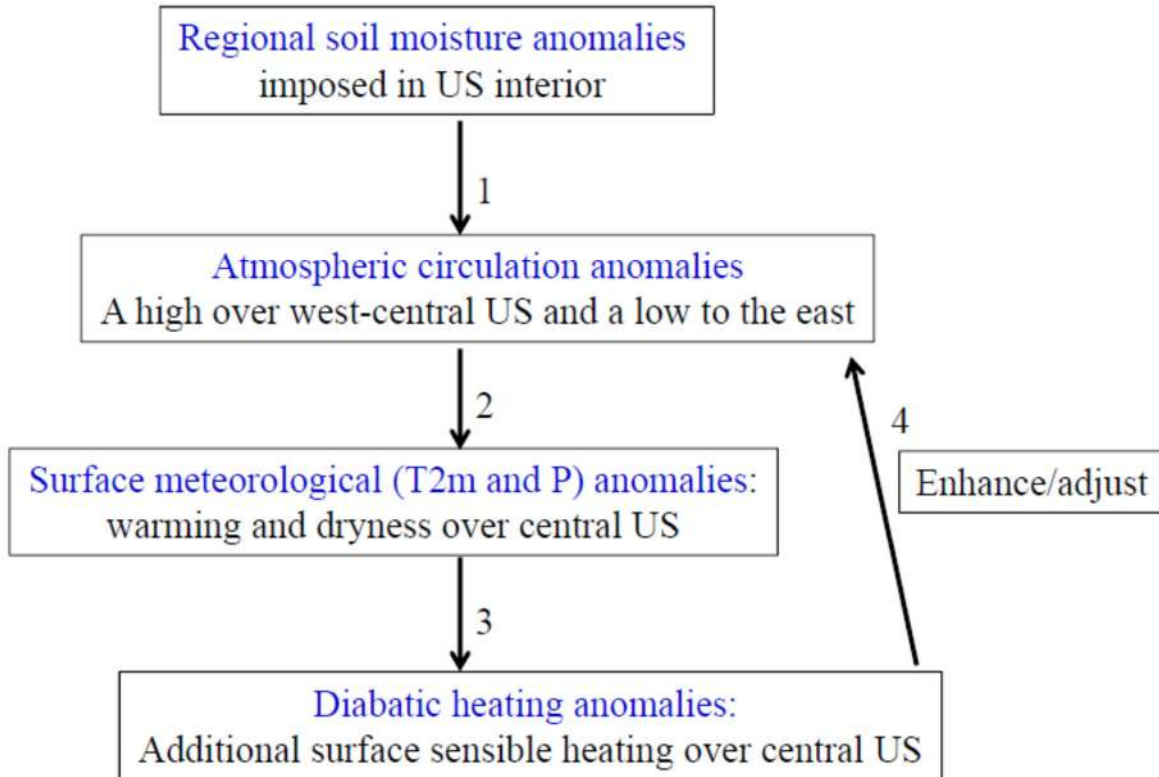 Regional soil moisture anomalies
imposed in US interior
1
Atmospheric circulation anomalies
A high over west-central US and a low to the east
2
4
Surface meteorological (T2m and P) anomalies:
warming and dryness over central US
Enhance/adjust
3
Diabatic heating anomalies:
Additional surface sensible heating over central US